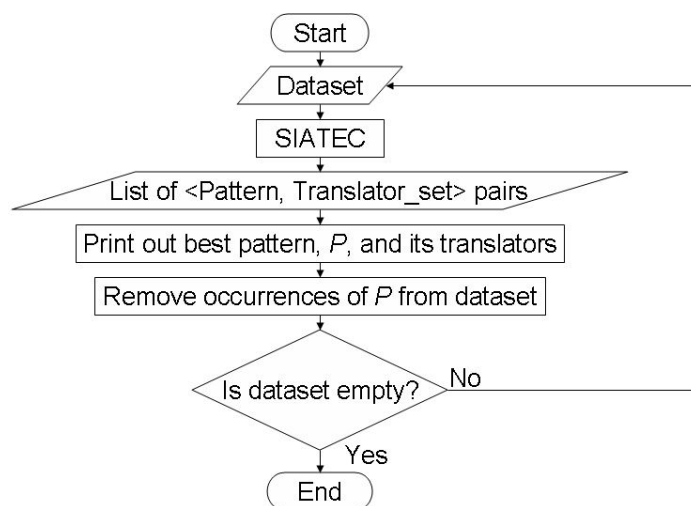 Start
Dataset
SIATEC
List of <Pattern, Translator_set> pairs
Print out best pattern, P, and its translators
Remove occurrences of P from dataset
Is dataset empty?
No
Yes
End